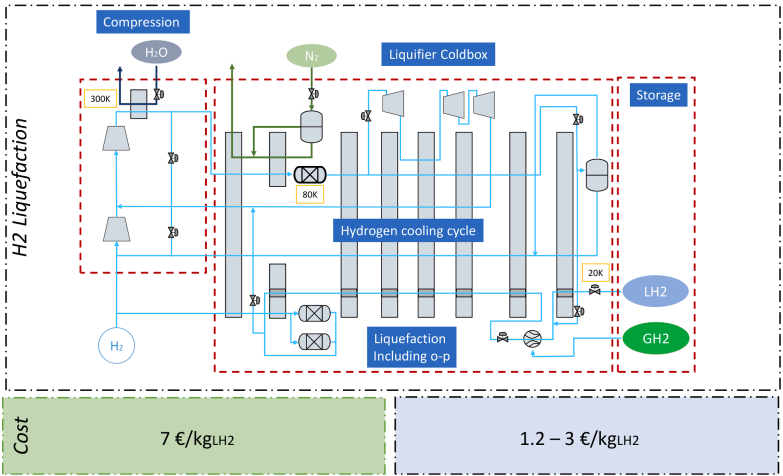 Compression
H₂O
N₂
Liquifier Coldbox
300K
Storage
80K
Hydrogen cooling cycle
20K
LH2
H₂
Liquefaction
Including o-p
GH2
H2 Liquefaction
Cost
7 €/kgLH2
1.2 – 3 €/kgLH2